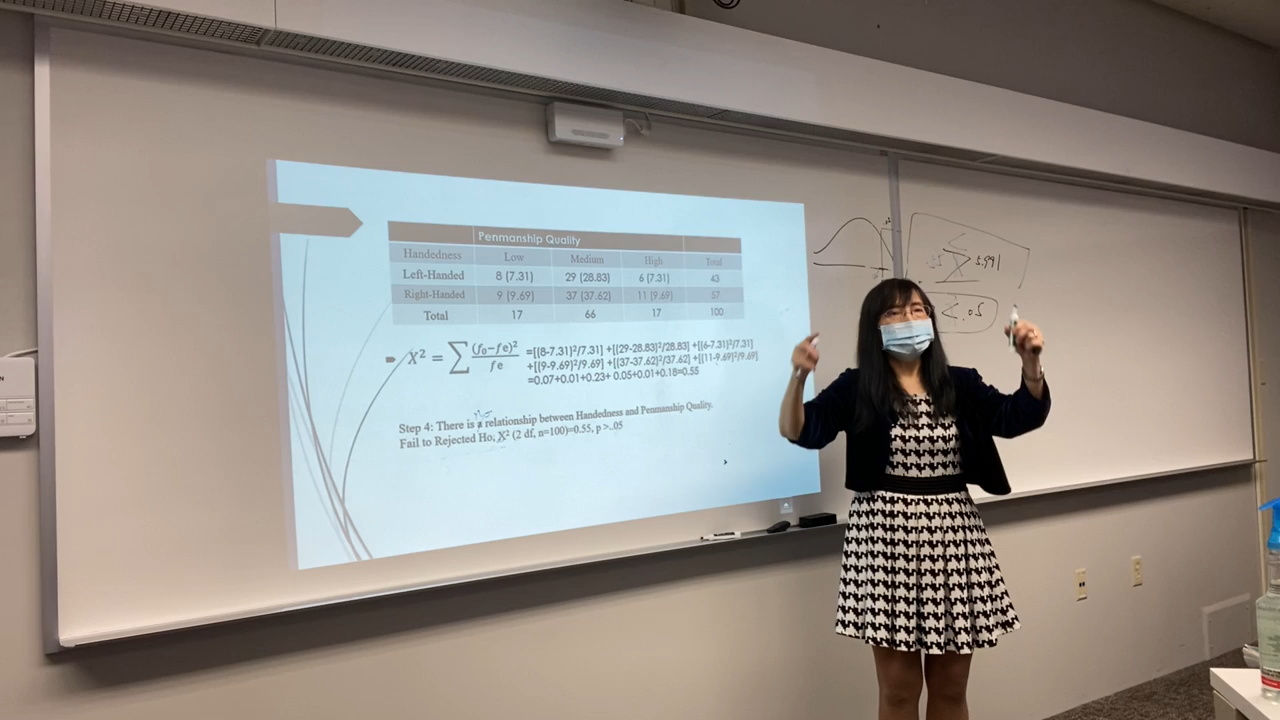 Penmanship Quality
Handedness Low Medium High Total
Left-Handed 8 (7.31) 29 (28.83) 6 (7.31) 43
Right-Handed 9 (9.69) 37 (37.62) 11 (9.69) 57
Total 17 66 17 100
X² = ∑ (f₀−fe)² / fe =[(8-7.31)²/7.31] +[(29-28.83)²/28.83] +[(6-7.31)²/7.31]
+[(9-9.69)²/9.69] +[(37-37.62)²/37.62] +[(11-9.69)²/9.69]
=0.07+0.01+0.23+ 0.05+0.01+0.18=0.55
Step 4: There is a no relationship between Handedness and Penmanship Quality.
Fail to Rejected Ho, X² (2 df, n=100)=0.55, p >.05
5.991
< .05
N